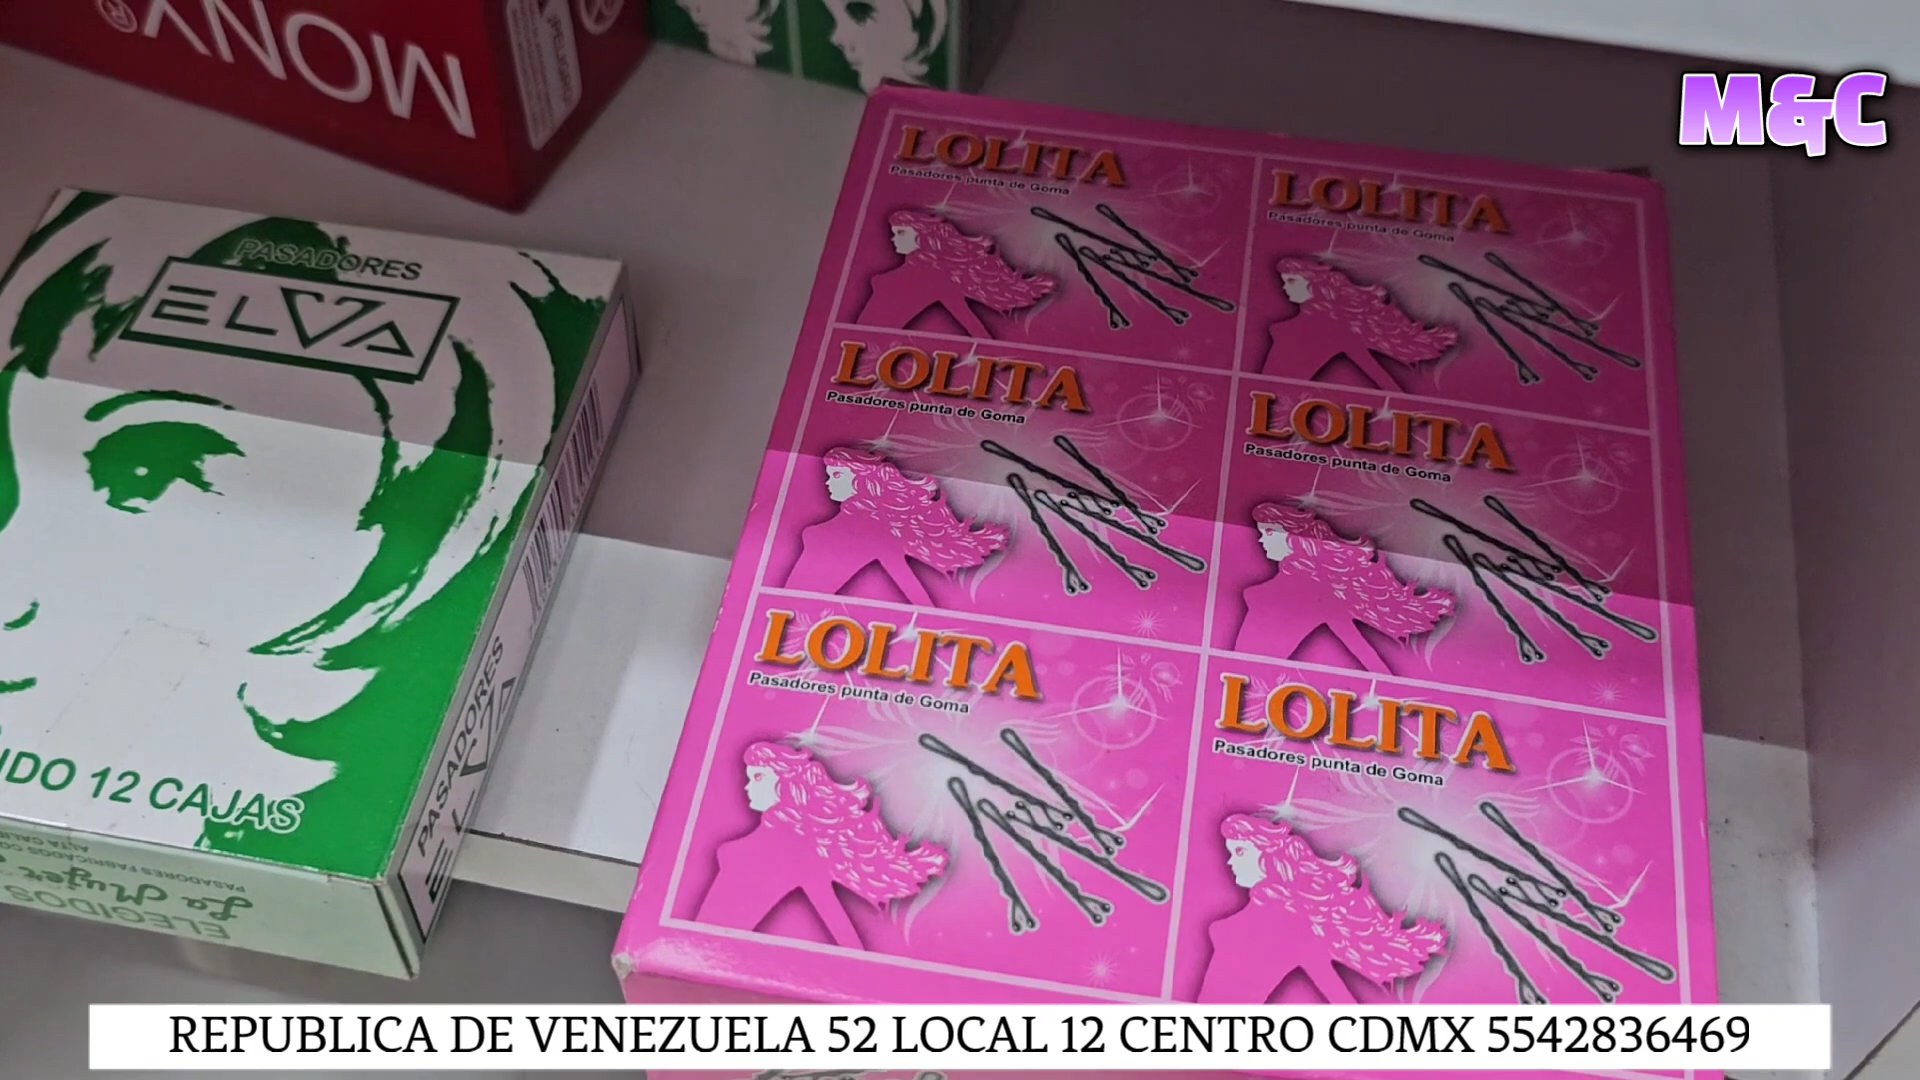 MONY®
¡PELIGRO!
M&C
PASADORES
ELVA
12 CAJAS
PASADORES
ELVA
ELEGIDOS
La Mujer
LOLITA
Pasadores punta de Goma
LOLITA
Pasadores punta de Goma
LOLITA
Pasadores punta de Goma
LOLITA
Pasadores punta de Goma
LOLITA
Pasadores punta de Goma
LOLITA
Pasadores punta de Goma
REPUBLICA DE VENEZUELA 52 LOCAL 12 CENTRO CDMX 5542836469